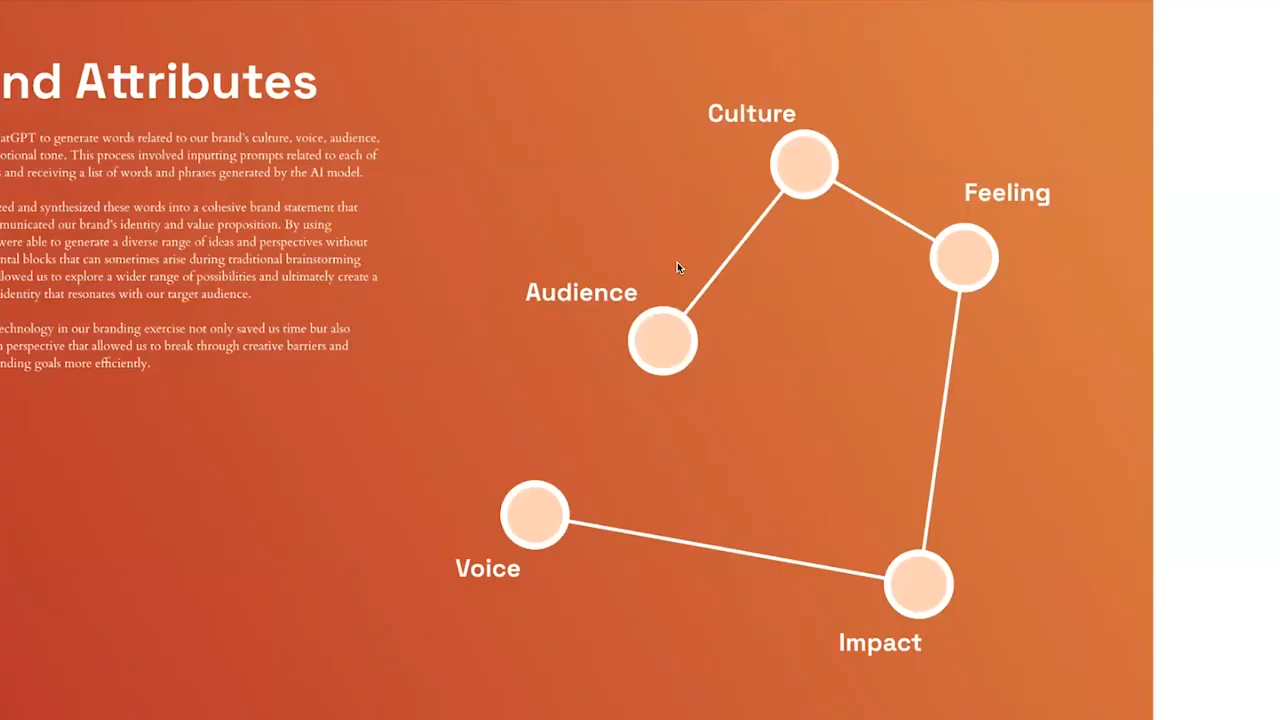 nd Attributes
atGPT to generate words related to our brand's culture, voice, audience,
otional tone. This process involved inputting prompts related to each of
s and receiving a list of words and phrases generated by the AI model.
zed and synthesized these words into a cohesive brand statement that
mmunicated our brand's identity and value proposition. By using
were able to generate a diverse range of ideas and perspectives without
ntal blocks that can sometimes arise during traditional brainstorming
llowed us to explore a wider range of possibilities and ultimately create a
identity that resonates with our target audience.
echnology in our branding exercise not only saved us time but also
n perspective that allowed us to break through creative barriers and
nding goals more efficiently.
Culture
Feeling
Audience
Voice
Impact